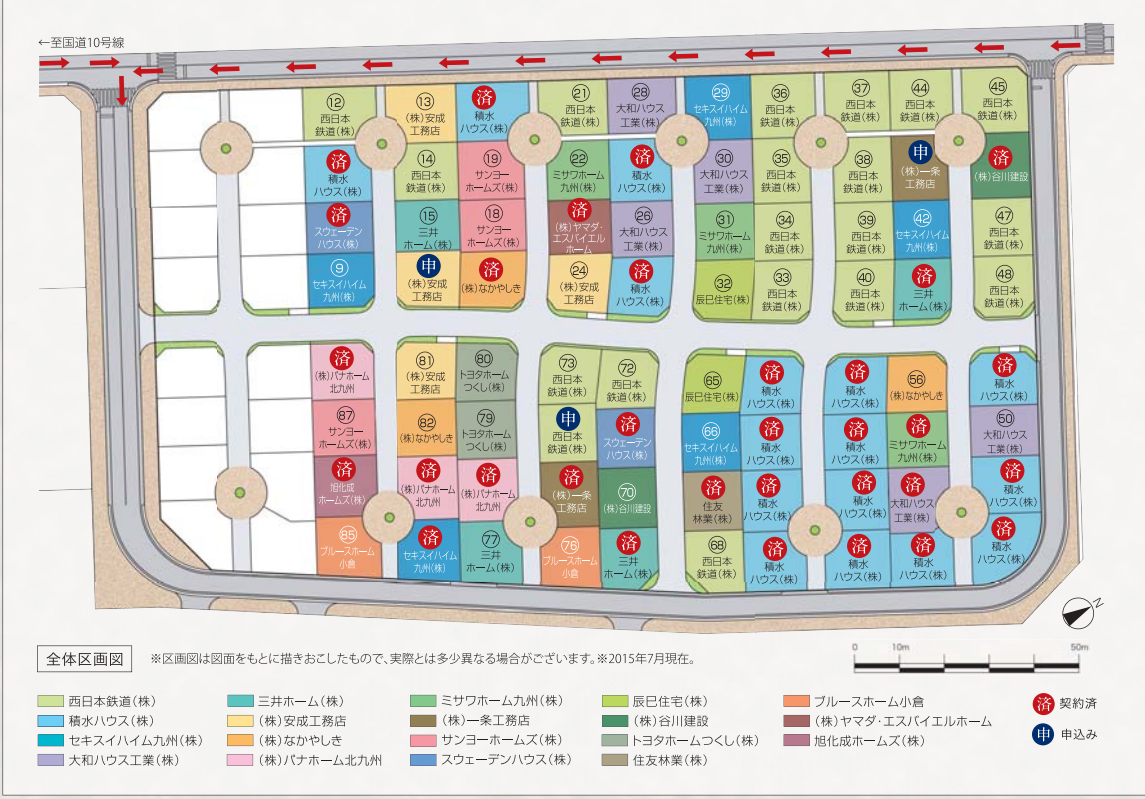 ←至国道10号線
⑫
西日本
鉄道(株)
⑬
(株)安成
工務店
済
積水
ハウス(株)
㉑
西日本
鉄道(株)
㉘
大和ハウス
工業(株)
㉙
セキスイハイム
九州(株)
㊱
西日本
鉄道(株)
㊲
西日本
鉄道(株)
㊹
西日本
鉄道(株)
㊺
西日本
鉄道(株)
済
積水
ハウス(株)
⑭
西日本
鉄道(株)
⑲
サンヨー
ホームズ(株)
㉒
ミサワホーム
九州(株)
済
積水
ハウス(株)
㉚
大和ハウス
工業(株)
㉟
西日本
鉄道(株)
㊳
西日本
鉄道(株)
申
(株)一条
工務店
済
(株)谷川建設
済
スウェーデン
ハウス(株)
⑮
三井
ホーム(株)
⑱
サンヨー
ホームズ(株)
済
(株)ヤマダ・
エスバイエル
ホーム
㉖
大和ハウス
工業(株)
㉛
ミサワホーム
九州(株)
㉞
西日本
鉄道(株)
㊴
西日本
鉄道(株)
㊷
セキスイハイム
九州(株)
㊼
西日本
鉄道(株)
⑨
セキスイハイム
九州(株)
申
(株)安成
工務店
済
(株)なかやしき
㉔
(株)安成
工務店
済
積水
ハウス(株)
㉜
辰巳住宅(株)
㉝
西日本
鉄道(株)
㊵
西日本
鉄道(株)
済
三井
ホーム(株)
㊽
西日本
鉄道(株)
済
(株)パナホーム
北九州
81
(株)安成
工務店
80
トヨタホーム
つくし(株)
73
西日本
鉄道(株)
72
西日本
鉄道(株)
65
辰巳住宅(株)
済
積水
ハウス(株)
済
積水
ハウス(株)
56
(株)なかやしき
済
積水
ハウス(株)
87
サンヨー
ホームズ(株)
82
(株)なかやしき
79
トヨタホーム
つくし(株)
申
西日本
鉄道(株)
済
スウェーデン
ハウス(株)
66
セキスイハイム
九州(株)
済
積水
ハウス(株)
済
積水
ハウス(株)
済
ミサワホーム
九州(株)
㊿
大和ハウス
工業(株)
済
旭化成
ホームズ(株)
済
(株)パナホーム
北九州
済
(株)パナホーム
北九州
済
(株)一条
工務店
70
(株)谷川建設
済
住友
林業(株)
済
積水
ハウス(株)
済
積水
ハウス(株)
済
大和ハウス
工業(株)
済
積水
ハウス(株)
85
ブルースホーム
小倉
済
セキスイハイム
九州(株)
77
三井
ホーム(株)
76
ブルースホーム
小倉
済
三井
ホーム(株)
68
西日本
鉄道(株)
済
積水
ハウス(株)
済
積水
ハウス(株)
済
積水
ハウス(株)
済
積水
ハウス(株)
N
全体区画図
※区画図は図面をもとに描きおこしたもので、実際とは多少異なる場合がございます。※2015年7月現在。
0 10m 50m
西日本鉄道(株) 三井ホーム(株) ミサワホーム九州(株) 辰巳住宅(株) ブルースホーム小倉 済 契約済
積水ハウス(株) (株)安成工務店 (株)一条工務店 (株)谷川建設 (株)ヤマダ・エスバイエルホーム
セキスイハイム九州(株) (株)なかやしき サンヨーホームズ(株) トヨタホームつくし(株) 旭化成ホームズ(株) 申 申込み
大和ハウス工業(株) (株)パナホーム北九州 スウェーデンハウス(株) 住友林業(株)